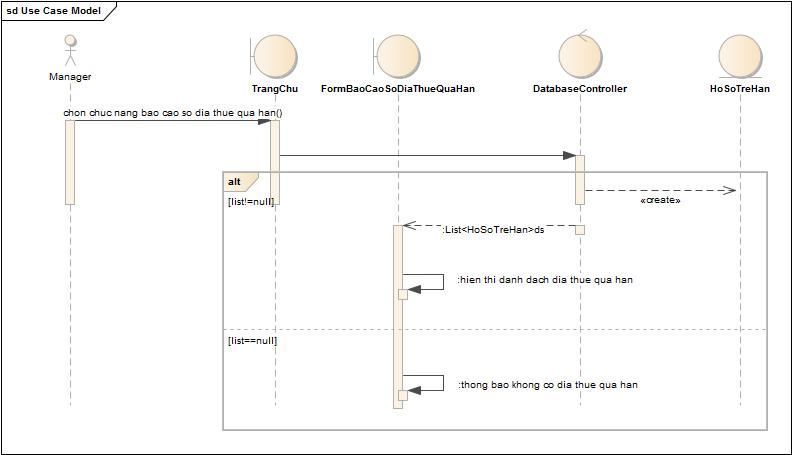 sd Use Case Model
Manager
TrangChu
FormBaoCaoSoDiaThueQuaHan
DatabaseController
HoSoTreHan
chon chuc nang bao cao so dia thue qua han()
alt
[list!=null]
«create»
:List<HoSoTreHan>ds
:hien thi danh dach dia thue qua han
[list==null]
:thong bao khong co dia thue qua han